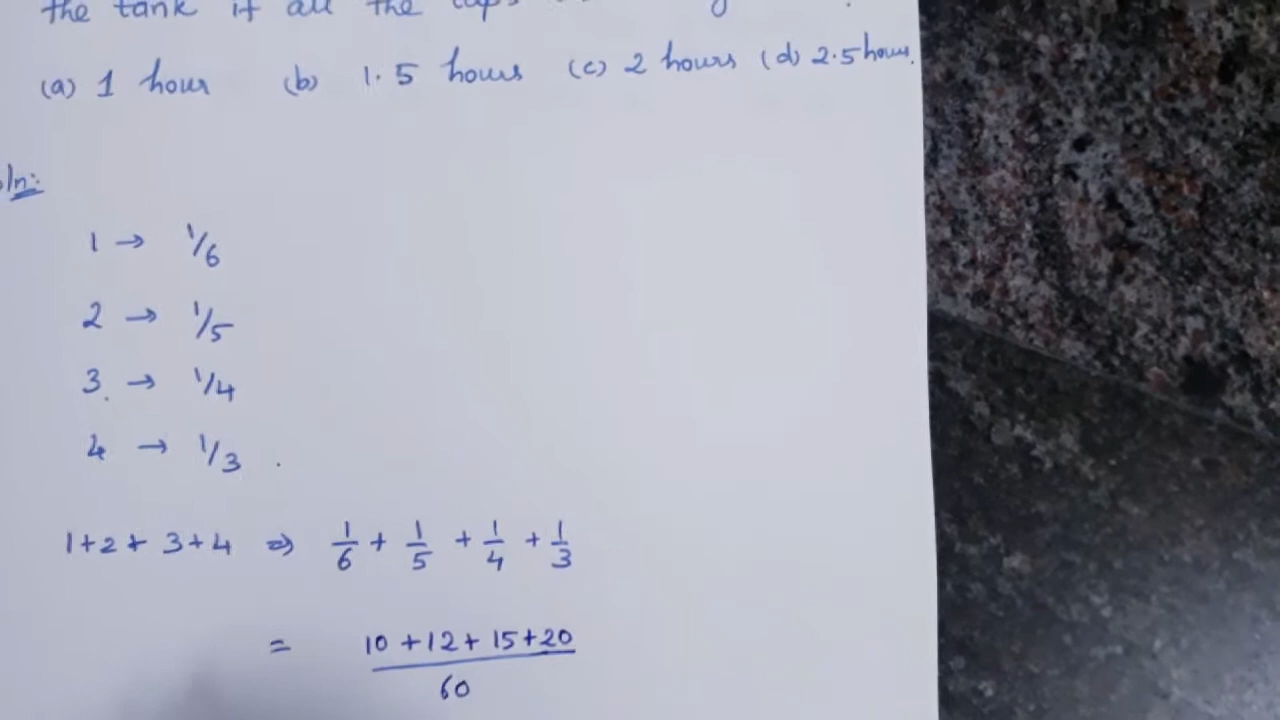 the tank if all the taps
(a) 1 hour (b) 1.5 hours (c) 2 hours (d) 2.5 hours.
ln:
1 → 1/6
2 → 1/5
3 → 1/4
4 → 1/3
1+2+3+4 ⇒ 1/6 + 1/5 + 1/4 + 1/3
= 10+12+15+20
60